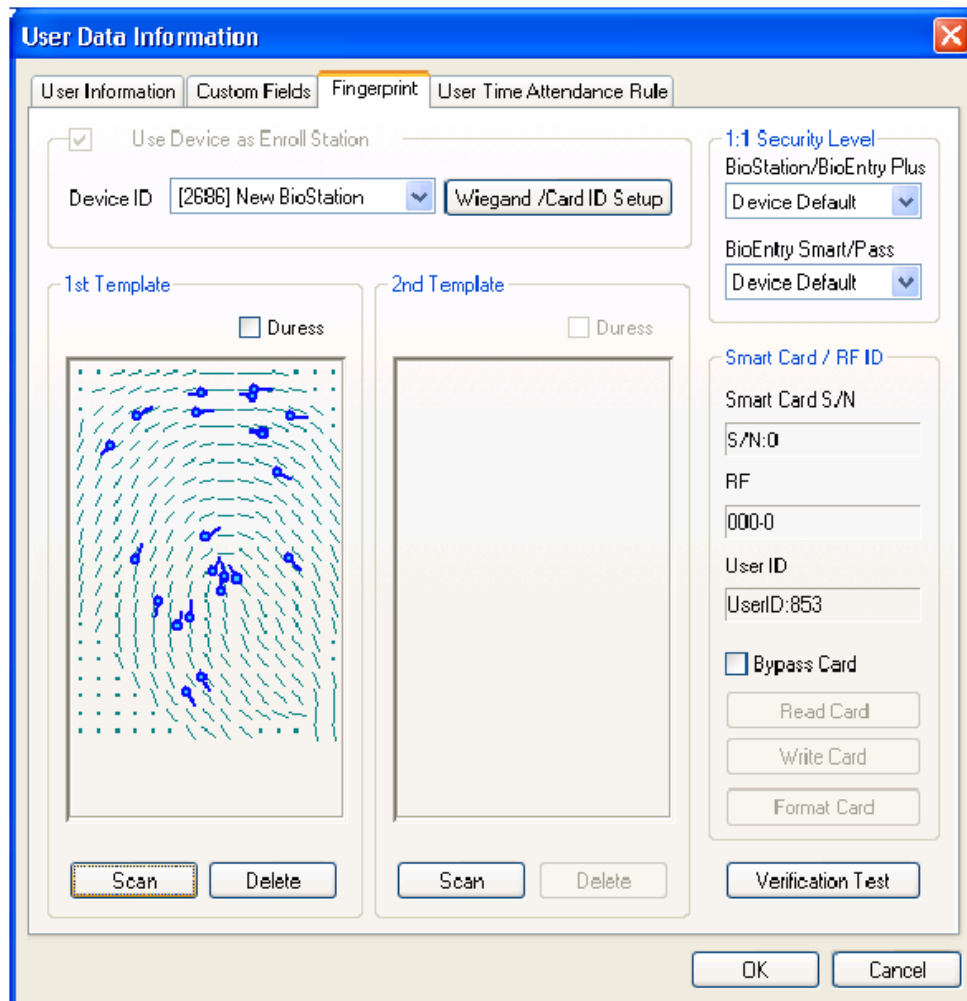 User Data Information
User Information
Custom Fields
Fingerprint
User Time Attendance Rule
Use Device as Enroll Station
Device ID
[2686] New BioStation
Wiegand /Card ID Setup
1:1 Security Level
BioStation/BioEntry Plus
Device Default
BioEntry Smart/Pass
Device Default
1st Template
Duress
Scan
Delete
2nd Template
Duress
Scan
Delete
Smart Card / RF ID
Smart Card S/N
S/N:0
RF
000-0
User ID
UserID:853
Bypass Card
Read Card
Write Card
Format Card
Verification Test
OK
Cancel